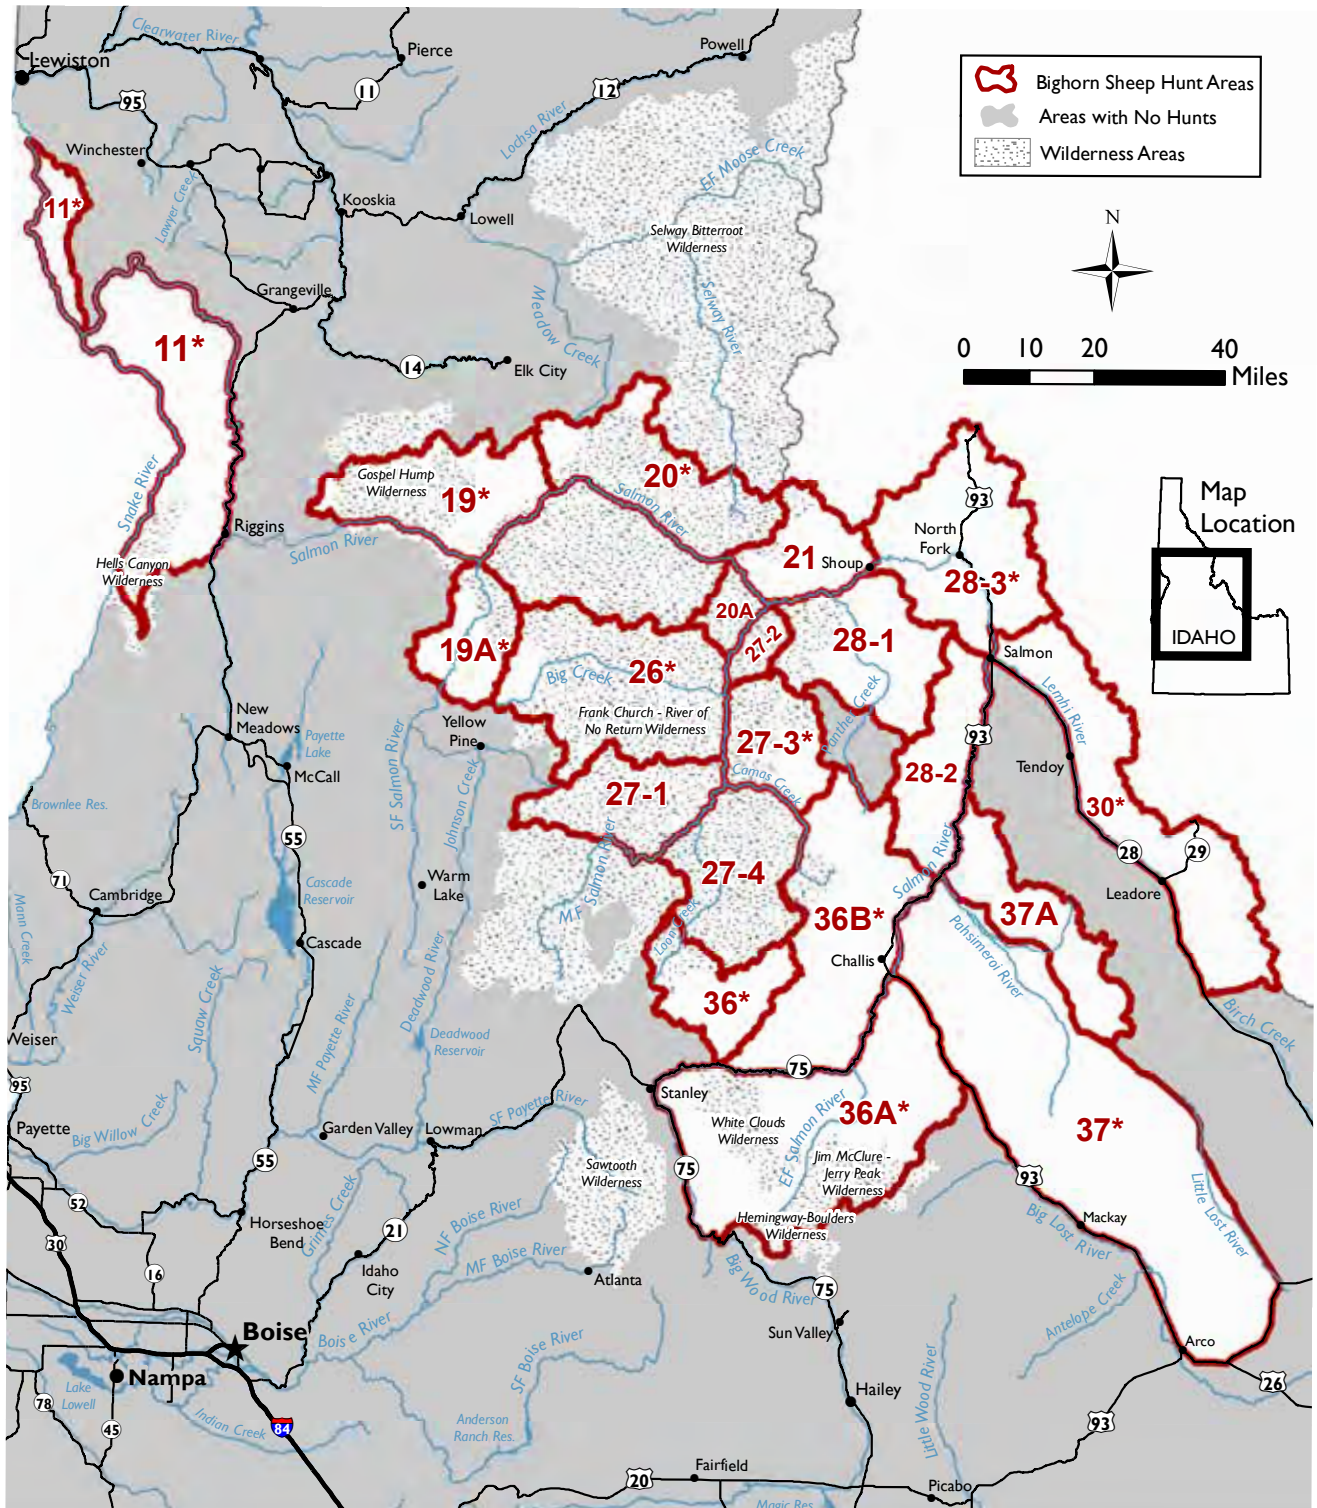 Clearwater River
Pierce
Powell
Lewiston
95
11
12
Bighorn Sheep Hunt Areas
Areas with No Hunts
Wilderness Areas
Lochsa River
Winchester
EF Moose Creek
Lawyer Creek
Kooskia
Lowell
11*
Selway Bitterroot
Wilderness
N
Grangeville
Meadow Creek
Selway River
11*
14
Elk City
0 10 20 40
Miles
Snake River
Gospel Hump
Wilderness
19*
20*
Salmon River
93
Map
Location
IDAHO
Riggins
Salmon River
North
Fork
21
Shoup
28-3*
Hells Canyon
Wilderness
20A
27-2
28-1
19A*
26*
Big Creek
Salmon
Lemhi River
New
Meadows
Payette
Lake
McCall
SF Salmon River
Yellow
Pine
Frank Church - River of
No Return Wilderness
27-3*
Panther Creek
93
Tendoy
28-2
Brownlee Res.
55
Johnson Creek
27-1
Camas Creek
30*
28
29
71
Cambridge
Cascade
Reservoir
Warm
Lake
MF Salmon River
27-4
Salmon River
Leadore
Mann Creek
Weiser River
Cascade
Loon Creek
36B*
37A
Challis
Pahsimeroi River
Squaw Creek
MF Payette River
Deadwood River
36*
Birch Creek
Weiser
Deadwood
Reservoir
95
75
Stanley
Payette
Big Willow Creek
Garden Valley
Lowman
SF Payette River
White Clouds
Wilderness
EF Salmon River
36A*
37*
55
Sawtooth
Wilderness
75
Jim McClure -
Jerry Peak
Wilderness
93
Little Lost River
52
Horseshoe
Bend
Grimes Creek
21
NF Boise River
Hemingway-Boulders
Wilderness
Mackay
Big Lost River
30
16
Idaho
City
MF Boise River
Atlanta
Big Wood River
75
Antelope Creek
Boise
Boise River
Sun Valley
Arco
Nampa
SF Boise River
Little Wood River
26
Lake
Lowell
78
45
Indian Creek
84
Anderson
Ranch Res.
Hailey
93
Fairfield
20
Picabo
Magic Res.